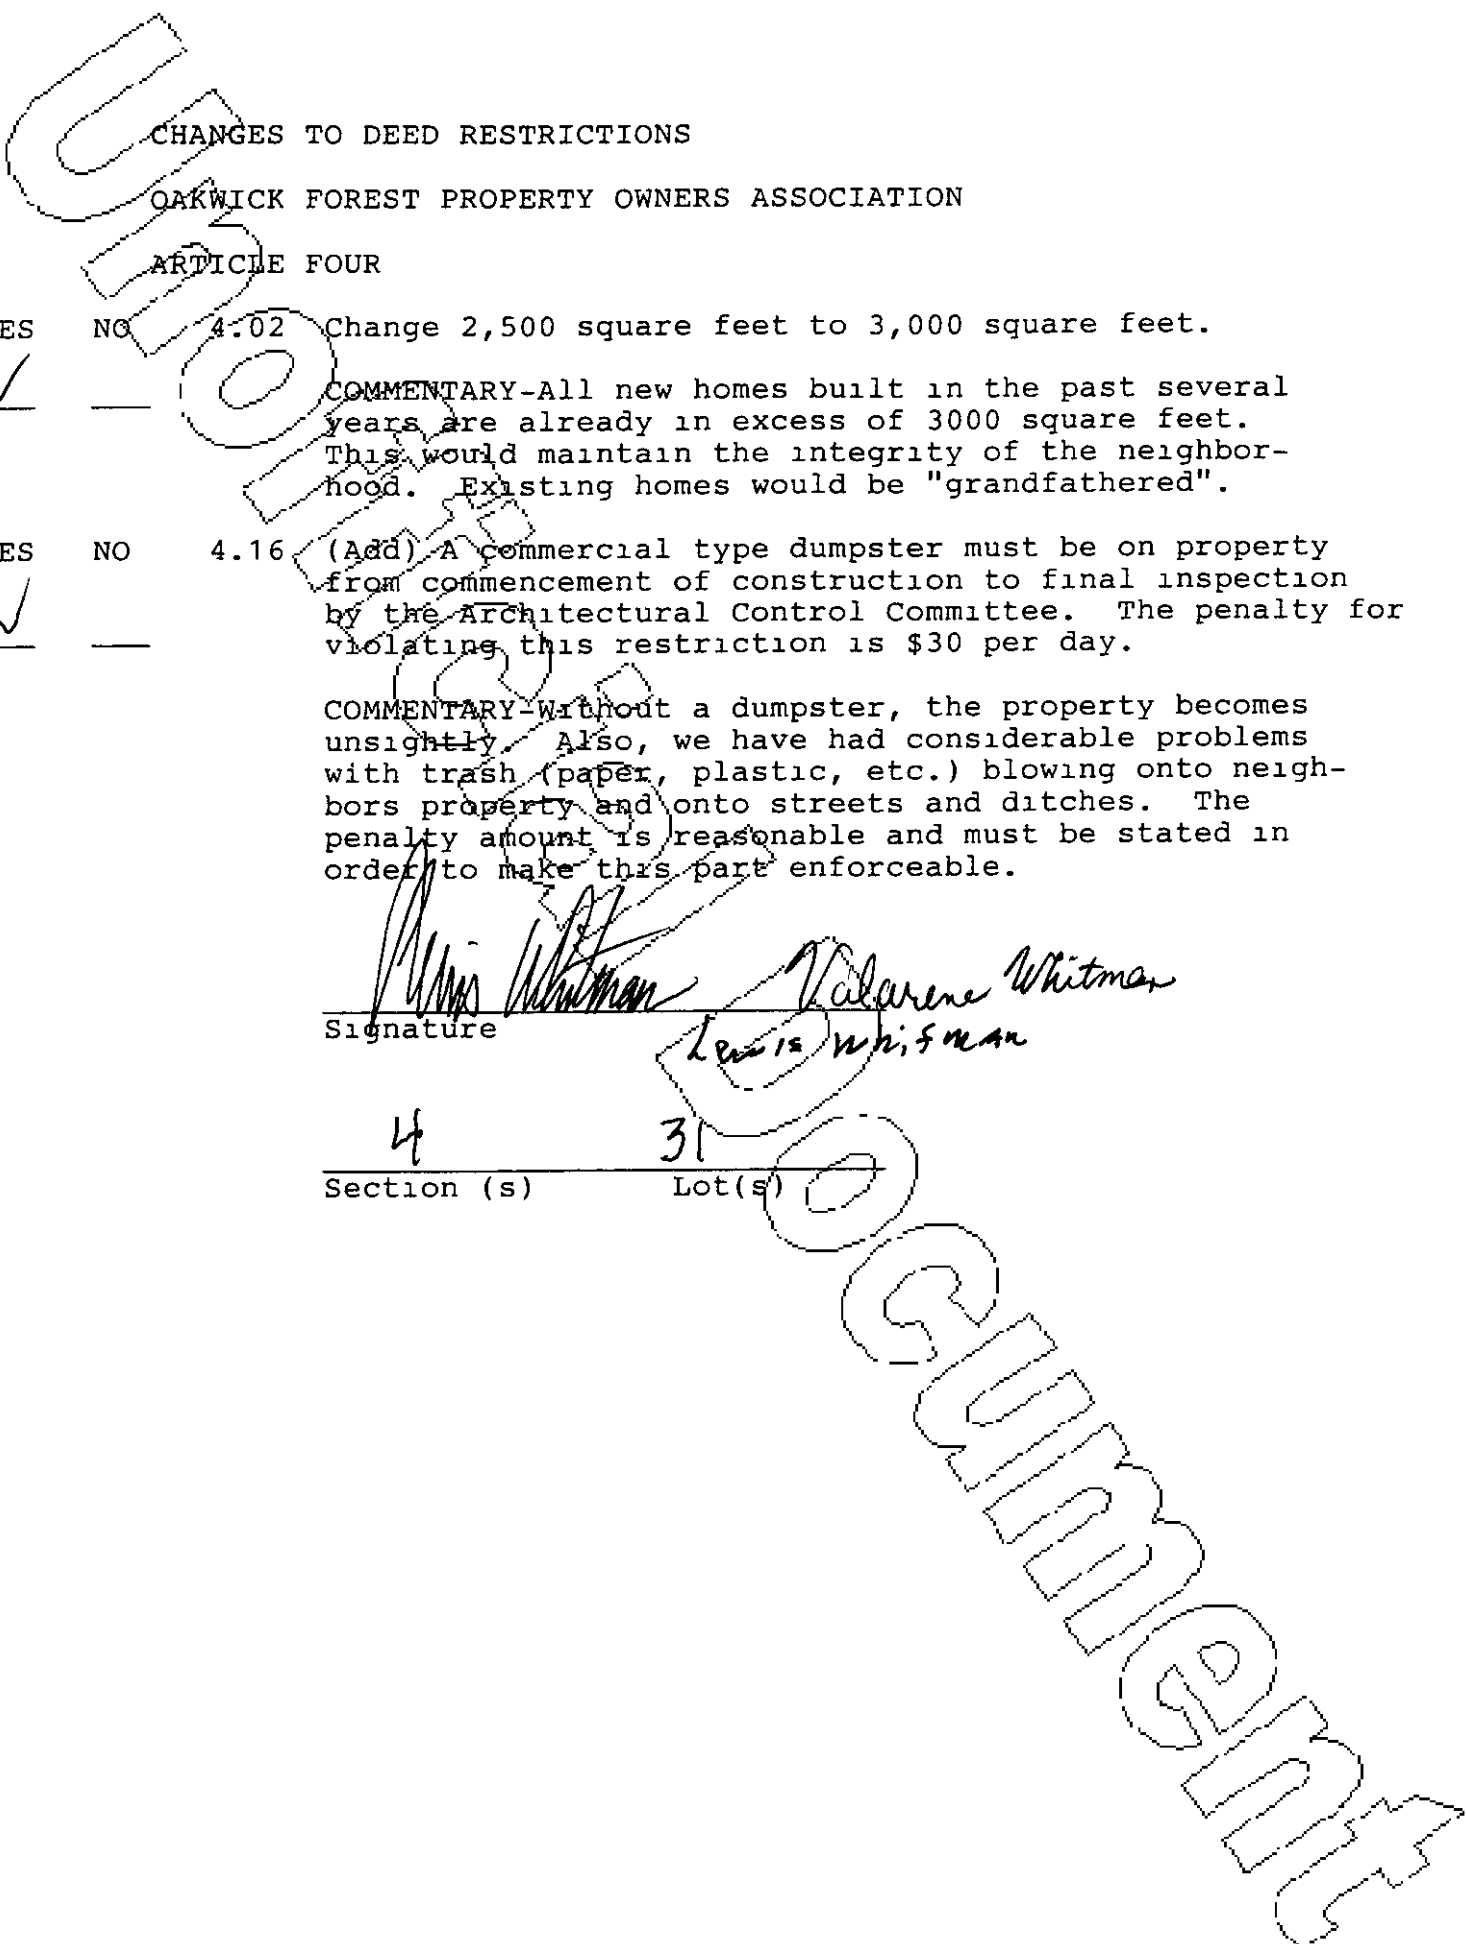 CHANGES TO DEED RESTRICTIONS
OAKWICK FOREST PROPERTY OWNERS ASSOCIATION
ARTICLE FOUR
ES NO 4.02 Change 2,500 square feet to 3,000 square feet.
✓
COMMENTARY-All new homes built in the past several
years are already in excess of 3000 square feet.
This would maintain the integrity of the neighbor-
hood. Existing homes would be "grandfathered".
ES NO 4.16 (Add) A commercial type dumpster must be on property
✓
from commencement of construction to final inspection
by the Architectural Control Committee. The penalty for
violating this restriction is $30 per day.
COMMENTARY-Without a dumpster, the property becomes
unsightly. Also, we have had considerable problems
with trash (paper, plastic, etc.) blowing onto neigh-
bors property and onto streets and ditches. The
penalty amount is reasonable and must be stated in
order to make this part enforceable.
Whitman Valarene Whitman
Signature
Lewis Whitman
4 31
Section (s) Lot(s)
Unofficial Document